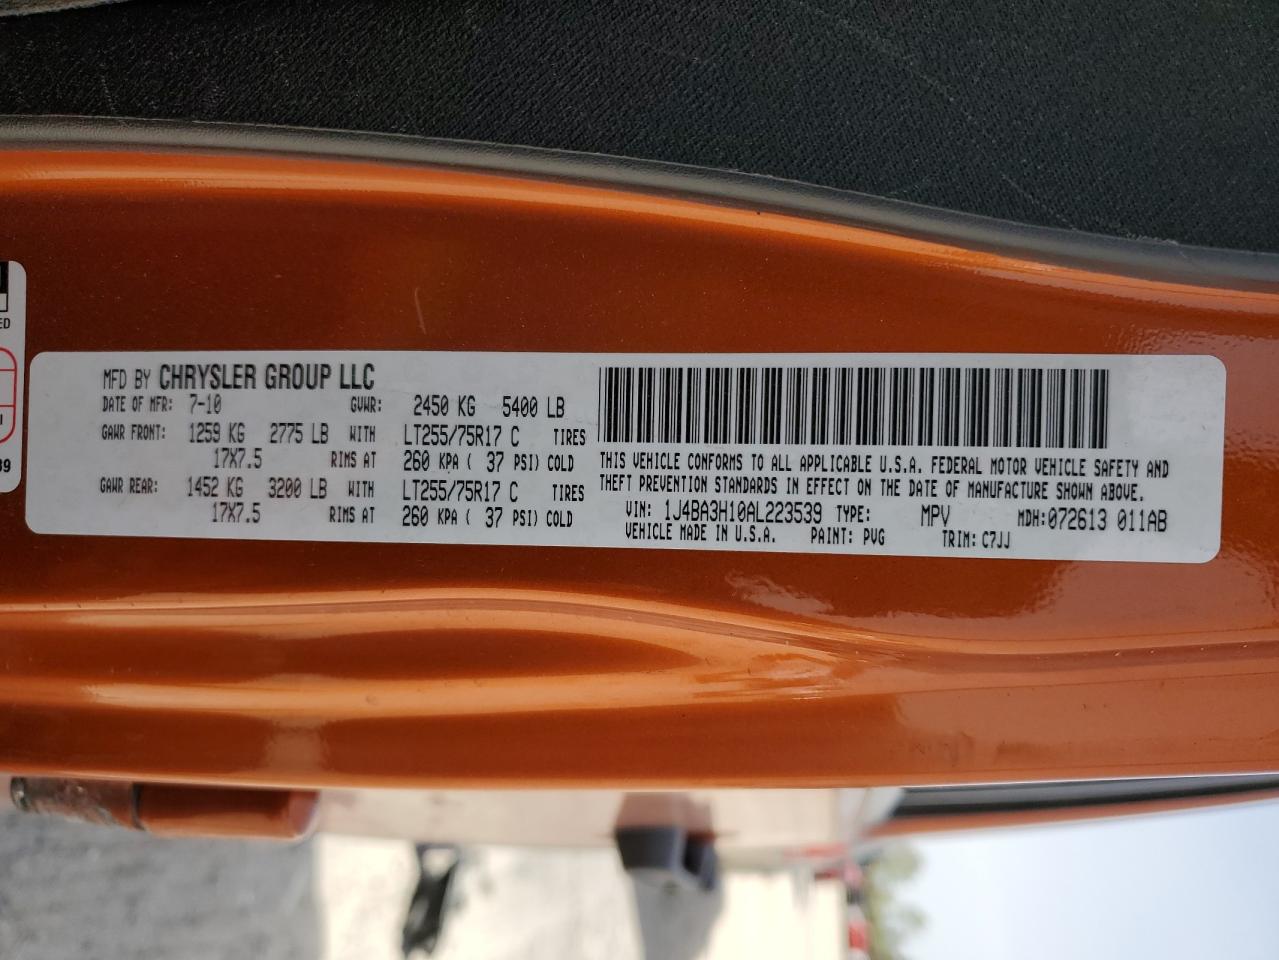 ED
I
39
MFD BY CHRYSLER GROUP LLC
DATE OF MFR: 7-10 GVWR: 2450 KG 5400 LB
GAWR FRONT: 1259 KG 2775 LB WITH LT255/75R17 C TIRES
17X7.5 RIMS AT 260 KPA ( 37 PSI) COLD
GAWR REAR: 1452 KG 3200 LB WITH LT255/75R17 C TIRES
17X7.5 RIMS AT 260 KPA ( 37 PSI) COLD
THIS VEHICLE CONFORMS TO ALL APPLICABLE U.S.A. FEDERAL MOTOR VEHICLE SAFETY AND
THEFT PREVENTION STANDARDS IN EFFECT ON THE DATE OF MANUFACTURE SHOWN ABOVE.
VIN: 1J4BA3H10AL223539 TYPE: MPV MDH:072613 011AB
VEHICLE MADE IN U.S.A. PAINT: PVG TRIM: C7JJ